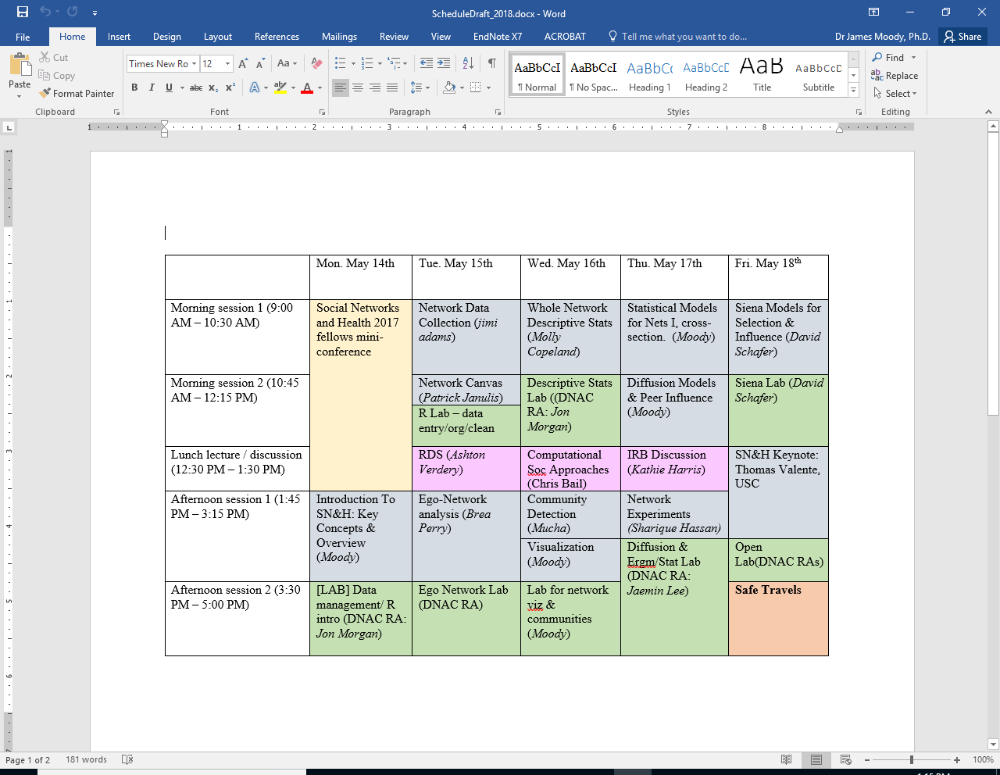 ScheduleDraft_2018.docx - Word
File Home Insert Design Layout References Mailings Review View EndNote X7 ACROBAT Tell me what you want to do... Dr James Moody, Ph.D. Share
Paste
Cut
Copy
Format Painter
Clipboard
Times New Ro 12
B I U abc X₂ X²
Font
Paragraph
AaBbCcI AaBbCcI AaBbCc AaBbCcD AaB AaBbCcD
¶ Normal ¶ No Spac... Heading 1 Heading 2 Title Subtitle
Styles
Find
Replace
Select
Editing
1 1 2 3 4 5 6 7 8
Mon. May 14th
Tue. May 15th
Wed. May 16th
Thu. May 17th
Fri. May 18th
Morning session 1 (9:00
AM – 10:30 AM)
Social Networks
and Health 2017
fellows mini-
conference
Network Data
Collection (jimi
adams)
Whole Network
Descriptive Stats
(Molly
Copeland)
Statistical Models
for Nets I, cross-
section. (Moody)
Siena Models for
Selection &
Influence (David
Schafer)
Morning session 2 (10:45
AM – 12:15 PM)
Network Canvas
(Patrick Janulis)
R Lab – data
entry/org/clean
Descriptive Stats
Lab ((DNAC
RA: Jon
Morgan)
Diffusion Models
& Peer Influence
(Moody)
Siena Lab (David
Schafer)
Lunch lecture / discussion
(12:30 PM – 1:30 PM)
RDS (Ashton
Verdery)
Computational
Soc Approaches
(Chris Bail)
IRB Discussion
(Kathie Harris)
SN&H Keynote:
Thomas Valente,
USC
Afternoon session 1 (1:45
PM – 3:15 PM)
Introduction To
SN&H: Key
Concepts &
Overview
(Moody)
Ego-Network
analysis (Brea
Perry)
Community
Detection
(Mucha)
Visualization
(Moody)
Network
Experiments
(Sharique Hassan)
Diffusion &
Ergm/Stat Lab
(DNAC RA:
Jaemin Lee)
Open
Lab(DNAC RAs)
Afternoon session 2 (3:30
PM – 5:00 PM)
[LAB] Data
management/ R
intro (DNAC RA:
Jon Morgan)
Ego Network Lab
(DNAC RA)
Lab for network
viz &
communities
(Moody)
Safe Travels
Page 1 of 2 181 words 100%